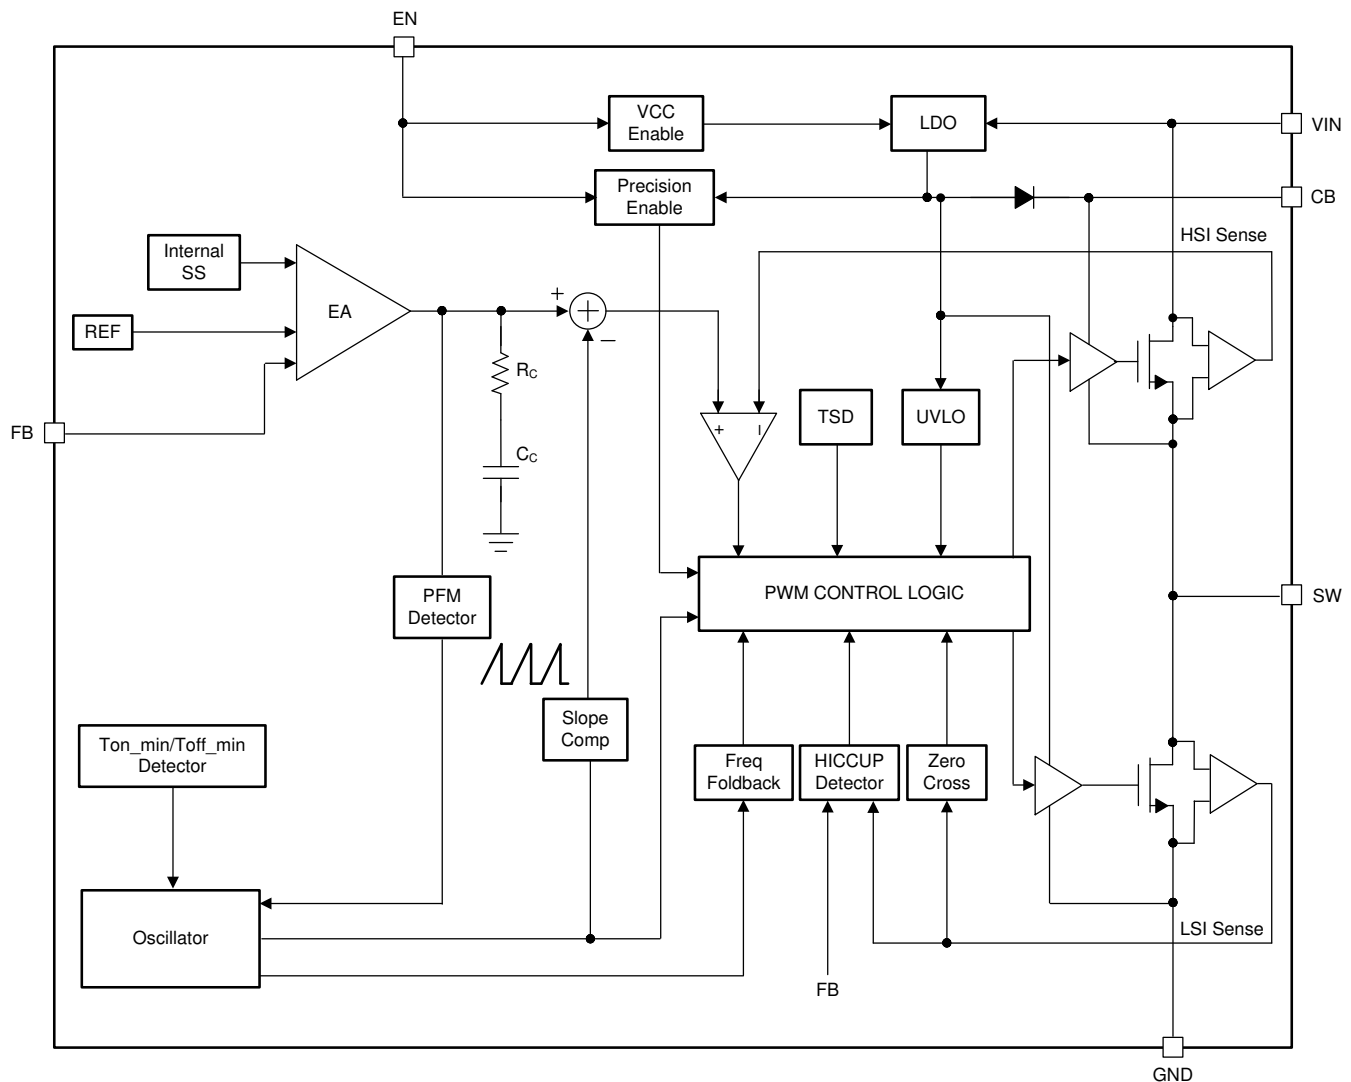 EN
VCC
Enable
LDO
VIN
Precision
Enable
CB
HSI Sense
Internal
SS
EA
+
+
−
REF
RC
FB
+
−
TSD
UVLO
CC
PFM
Detector
PWM CONTROL LOGIC
SW
Slope
Comp
Ton_min/Toff_min
Detector
Freq
Foldback
HICCUP
Detector
Zero
Cross
Oscillator
LSI Sense
FB
GND